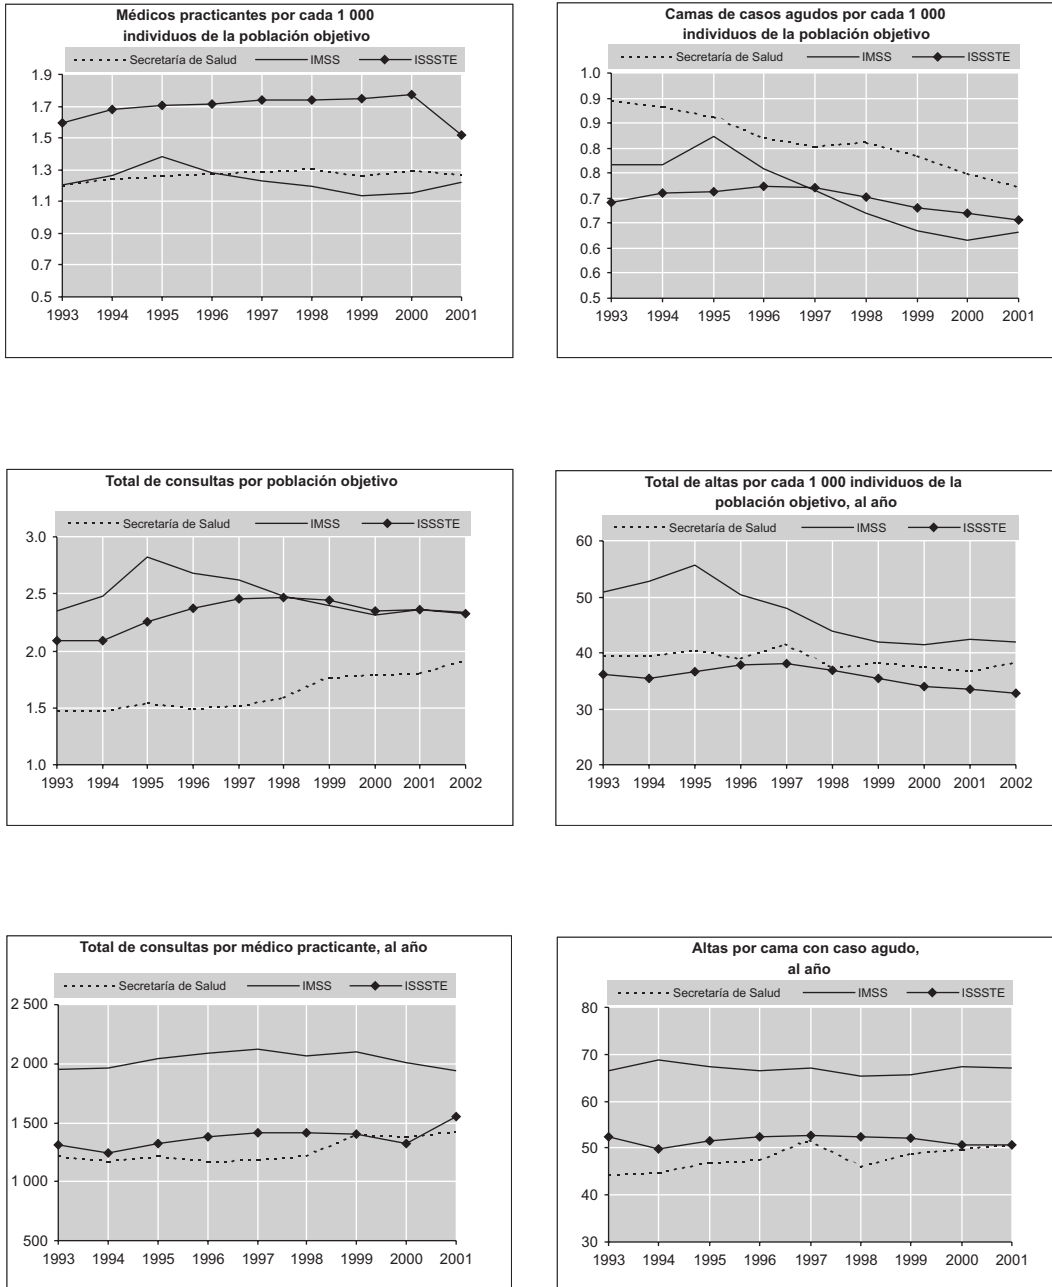 Médicos practicantes por cada 1 000
individuos de la población objetivo
Secretaría de Salud IMSS ISSSTE
1.9
1.7
1.5
1.3
1.1
0.9
0.7
0.5
1993 1994 1995 1996 1997 1998 1999 2000 2001
Camas de casos agudos por cada 1 000
individuos de la población objetivo
Secretaría de Salud IMSS ISSSTE
1.0
0.9
0.9
0.8
0.8
0.7
0.7
0.6
0.6
0.5
1993 1994 1995 1996 1997 1998 1999 2000 2001
Total de consultas por población objetivo
Secretaría de Salud IMSS ISSSTE
3.0
2.5
2.0
1.5
1.0
1993 1994 1995 1996 1997 1998 1999 2000 2001 2002
Total de altas por cada 1 000 individuos de la
población objetivo, al año
Secretaría de Salud IMSS ISSSTE
60
50
40
30
20
1993 1994 1995 1996 1997 1998 1999 2000 2001 2002
Total de consultas por médico practicante, al año
Secretaría de Salud IMSS ISSSTE
2 500
2 000
1 500
1 000
500
1993 1994 1995 1996 1997 1998 1999 2000 2001
Altas por cama con caso agudo,
al año
Secretaría de Salud IMSS ISSSTE
80
70
60
50
40
30
1993 1994 1995 1996 1997 1998 1999 2000 2001